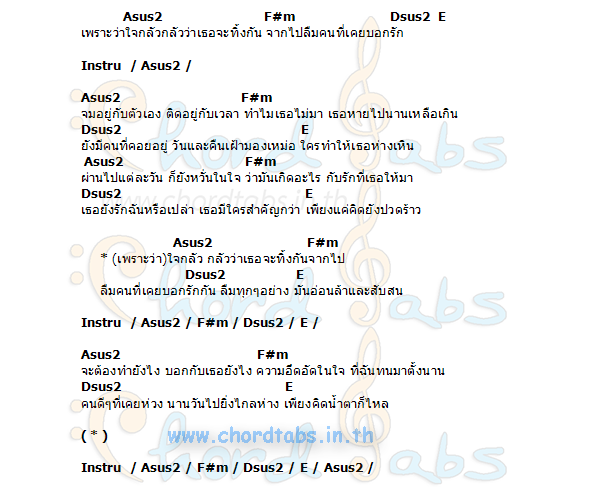 Asus2 F#m Dsus2 E
เพราะว่าใจกลัวกลัวว่าเธอจะทิ้งกัน จากไปลืมคนที่เคยบอกรัก
Instru / Asus2 /
Asus2 F#m
จมอยู่กับตัวเอง ติดอยู่กับเวลา ทำไมเธอไม่มา เธอหายไปนานเหลือเกิน
Dsus2 E
ยังมีคนที่คอยอยู่ วันและคืนเฝ้ามองเหม่อ ใครทำให้เธอห่างเหิน
Asus2 F#m
ผ่านไปแต่ละวัน ก็ยังหวั่นในใจ ว่ามันเกิดอะไร กับรักที่เธอให้มา
Dsus2 E
เธอยังรักฉันหรือเปล่า เธอมีใครสำคัญกว่า เพียงแค่คิดยังปวดร้าว
Asus2 F#m
* (เพราะว่า)ใจกลัว กลัวว่าเธอจะทิ้งกันจากไป
Dsus2 E
ลืมคนที่เคยบอกรักกัน ลืมทุกๆอย่าง มันอ่อนล้าและสับสน
Instru / Asus2 / F#m / Dsus2 / E /
Asus2 F#m
จะต้องทำยังไง บอกกับเธอยังไง ความอึดอัดในใจ ที่ฉันทนมาตั้งนาน
Dsus2 E
คนดีๆที่เคยห่วง นานวันไปยิ่งไกลห่าง เพียงคิดน้ำตาก็ไหล
( * ) www.chordtabs.in.th
Instru / Asus2 / F#m / Dsus2 / E / Asus2 /